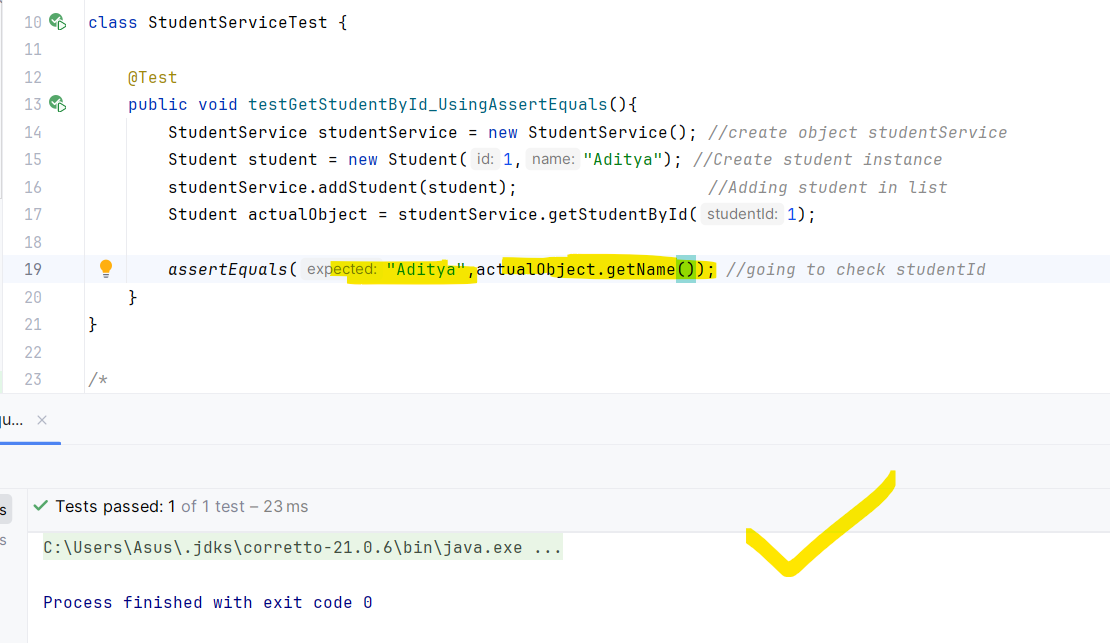 10 class StudentServiceTest {
11
12 @Test
13 public void testGetStudentById_UsingAssertEquals(){
14 StudentService studentService = new StudentService(); //create object studentService
15 Student student = new Student( id: 1, name: "Aditya"); //Create student instance
16 studentService.addStudent(student); //Adding student in list
17 Student actualObject = studentService.getStudentById( studentId: 1);
18
19 assertEquals( expected: "Aditya",actualObject.getName()); //going to check studentId
20 }
21 }
22
23 /*
qu... ×
Tests passed: 1 of 1 test – 23 ms
s
s
C:\Users\Asus\.jdks\corretto-21.0.6\bin\java.exe ...
Process finished with exit code 0